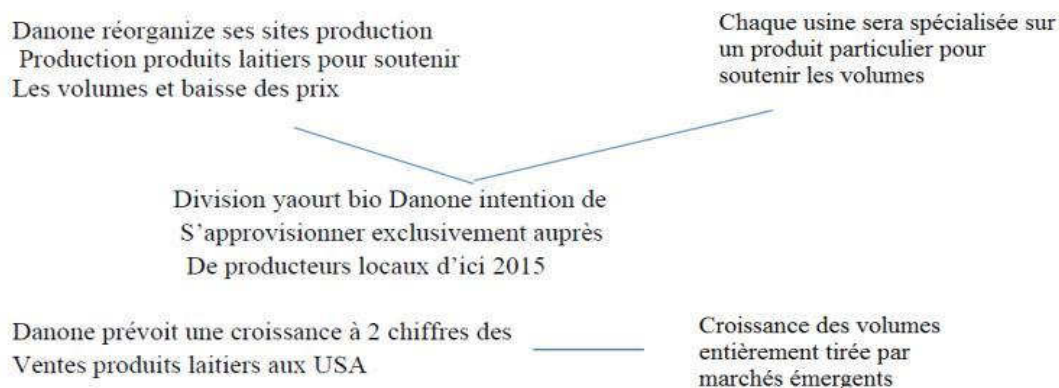 Danone réorganize ses sites production
Production produits laitiers pour soutenir
Les volumes et baisse des prix
Chaque usine sera spécialisée sur
un produit particulier pour
soutenir les volumes
Division yaourt bio Danone intention de
S’approvisionner exclusivement auprès
De producteurs locaux d’ici 2015
Danone prévoit une croissance à 2 chiffres des
Ventes produits laitiers aux USA
Croissance des volumes
entièrement tirée par
marchés émergents